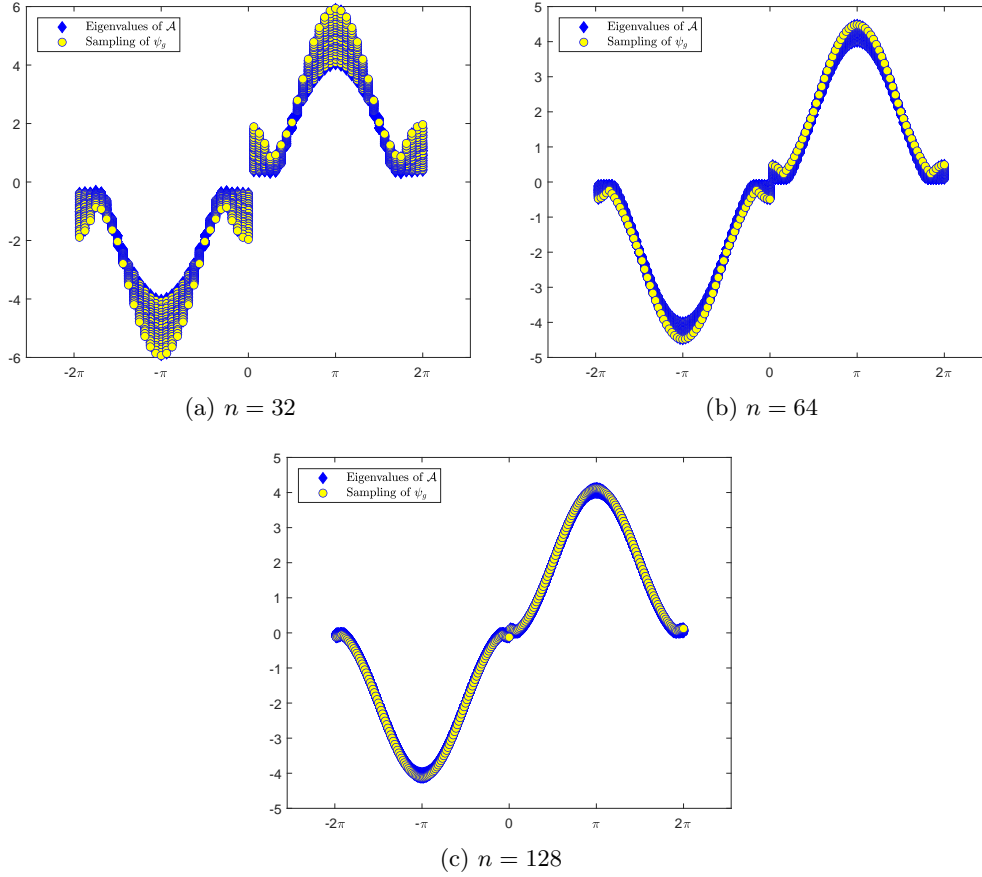 6
4
2
0
-2
-4
-6
Eigenvalues of 𝒜
Sampling of ψ_g
-2π -π 0 π 2π
(a) n = 32
5
4
3
2
1
0
-1
-2
-3
-4
-5
Eigenvalues of 𝒜
Sampling of ψ_g
-2π -π 0 π 2π
(b) n = 64
5
4
3
2
1
0
-1
-2
-3
-4
-5
Eigenvalues of 𝒜
Sampling of ψ_g
-2π -π 0 π 2π
(c) n = 128